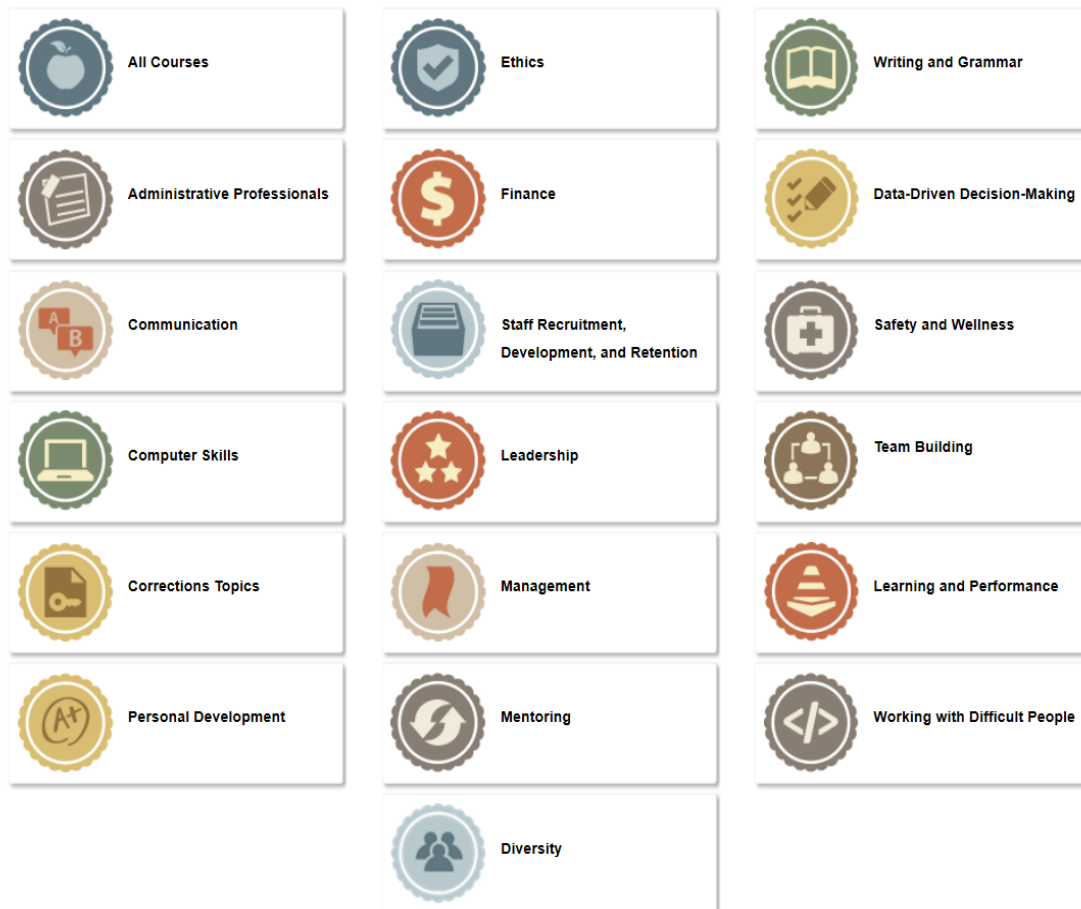 All Courses
Ethics
Writing and Grammar
Administrative Professionals
$
Finance
Data-Driven Decision-Making
A
B
Communication
Staff Recruitment,
Development, and Retention
Safety and Wellness
Computer Skills
Leadership
Team Building
Corrections Topics
Management
Learning and Performance
A+
Personal Development
Mentoring
</>
Working with Difficult People
Diversity